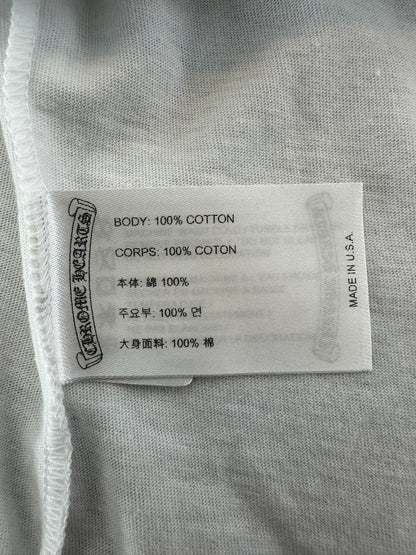 CHROME HEARTS
BODY: 100% COTTON
CORPS: 100% COTON
本体: 綿 100%
주요부: 100% 면
大身面料: 100% 棉
MADE IN U.S.A.